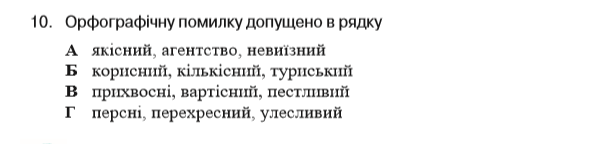 10. Орфографічну помилку допущено в рядку
А якісний, агентство, невиїзний
Б корисний, кількісний, туриський
В прихвосні, вартісний, пестливий
Г персні, перехресний, улесливий